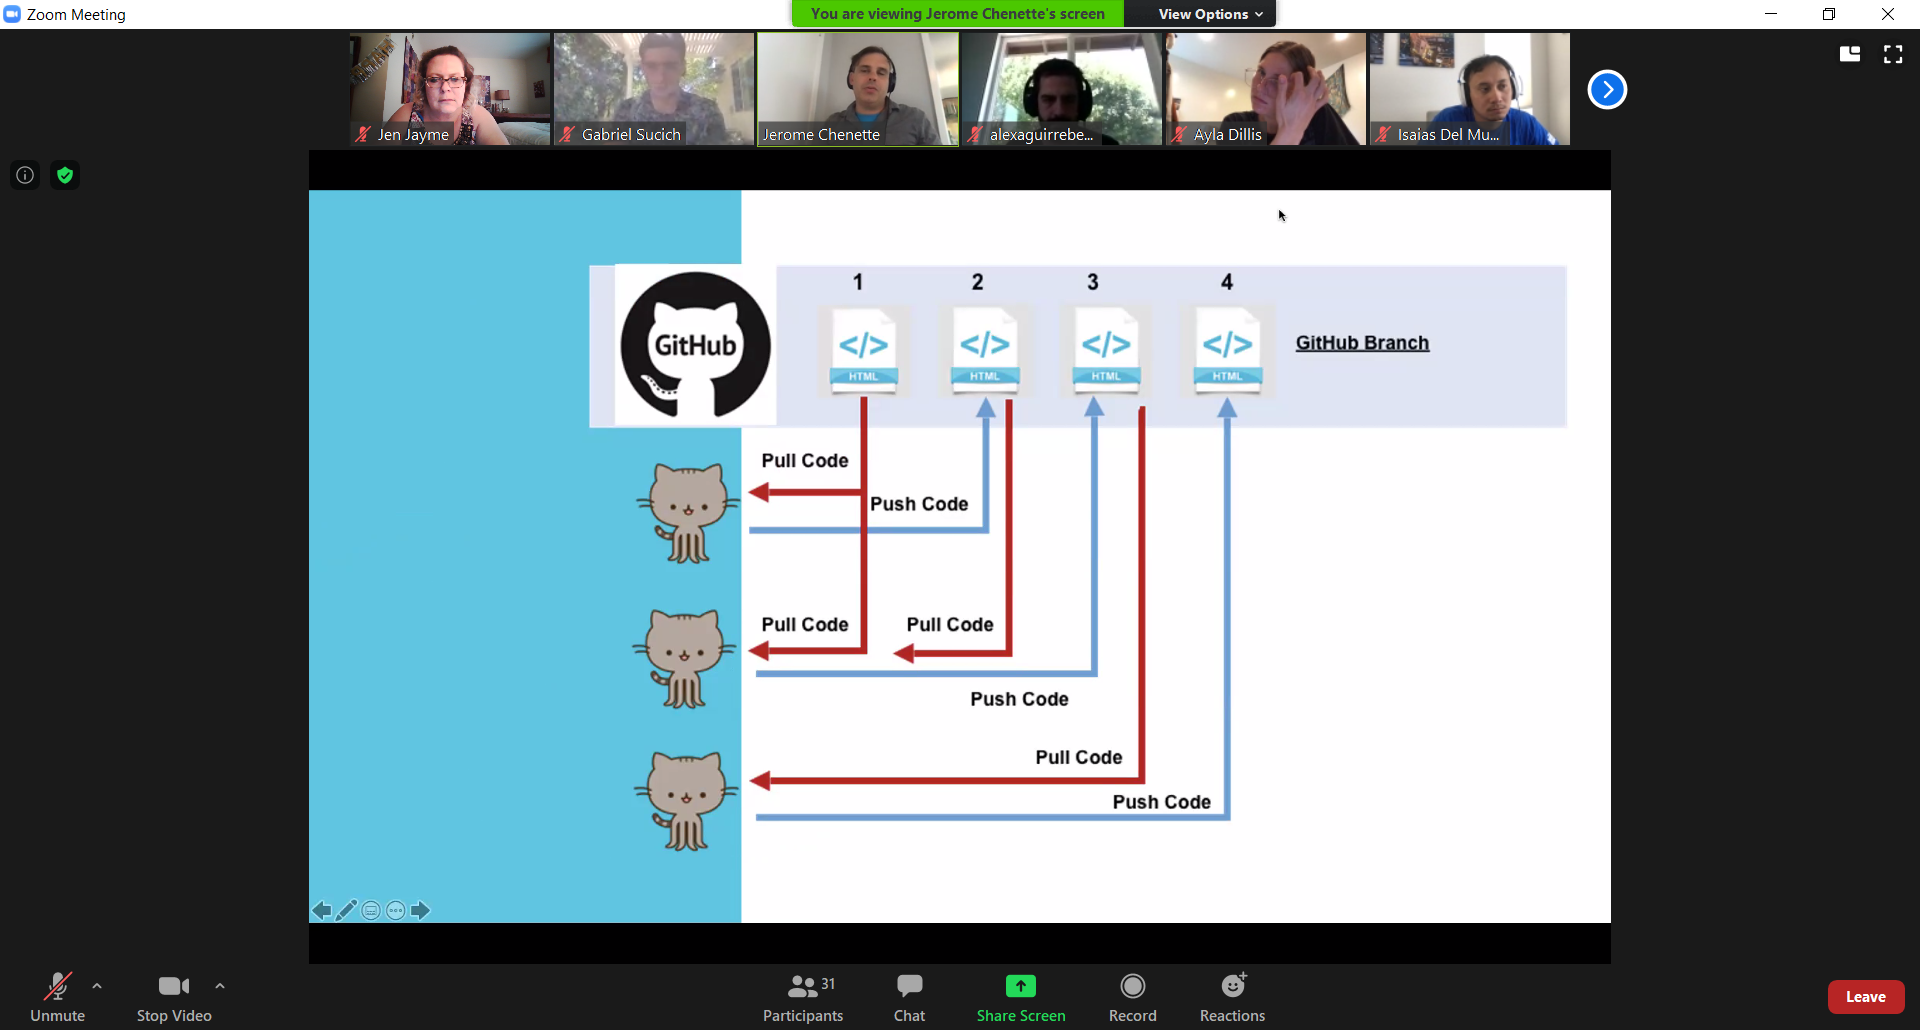 Zoom Meeting
You are viewing Jerome Chenette's screen
View Options
Jen Jayme
Gabriel Sucich
Jerome Chenette
alexaguirrebe...
Ayla Dillis
Isaias Del Mu...
1
2
3
4
GitHub
</>
HTML
</>
HTML
</>
HTML
</>
HTML
GitHub Branch
Pull Code
Push Code
Pull Code
Pull Code
Push Code
Pull Code
Push Code
Unmute
Stop Video
31
Participants
Chat
Share Screen
Record
Reactions
Leave